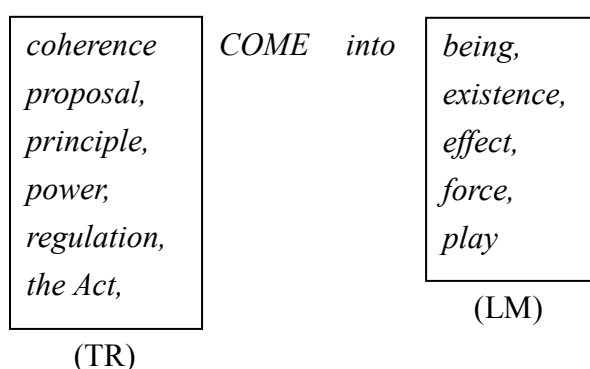 coherence COME into being,
proposal, existence,
principle, effect,
power, force,
regulation, play
the Act,
(LM)
(TR)